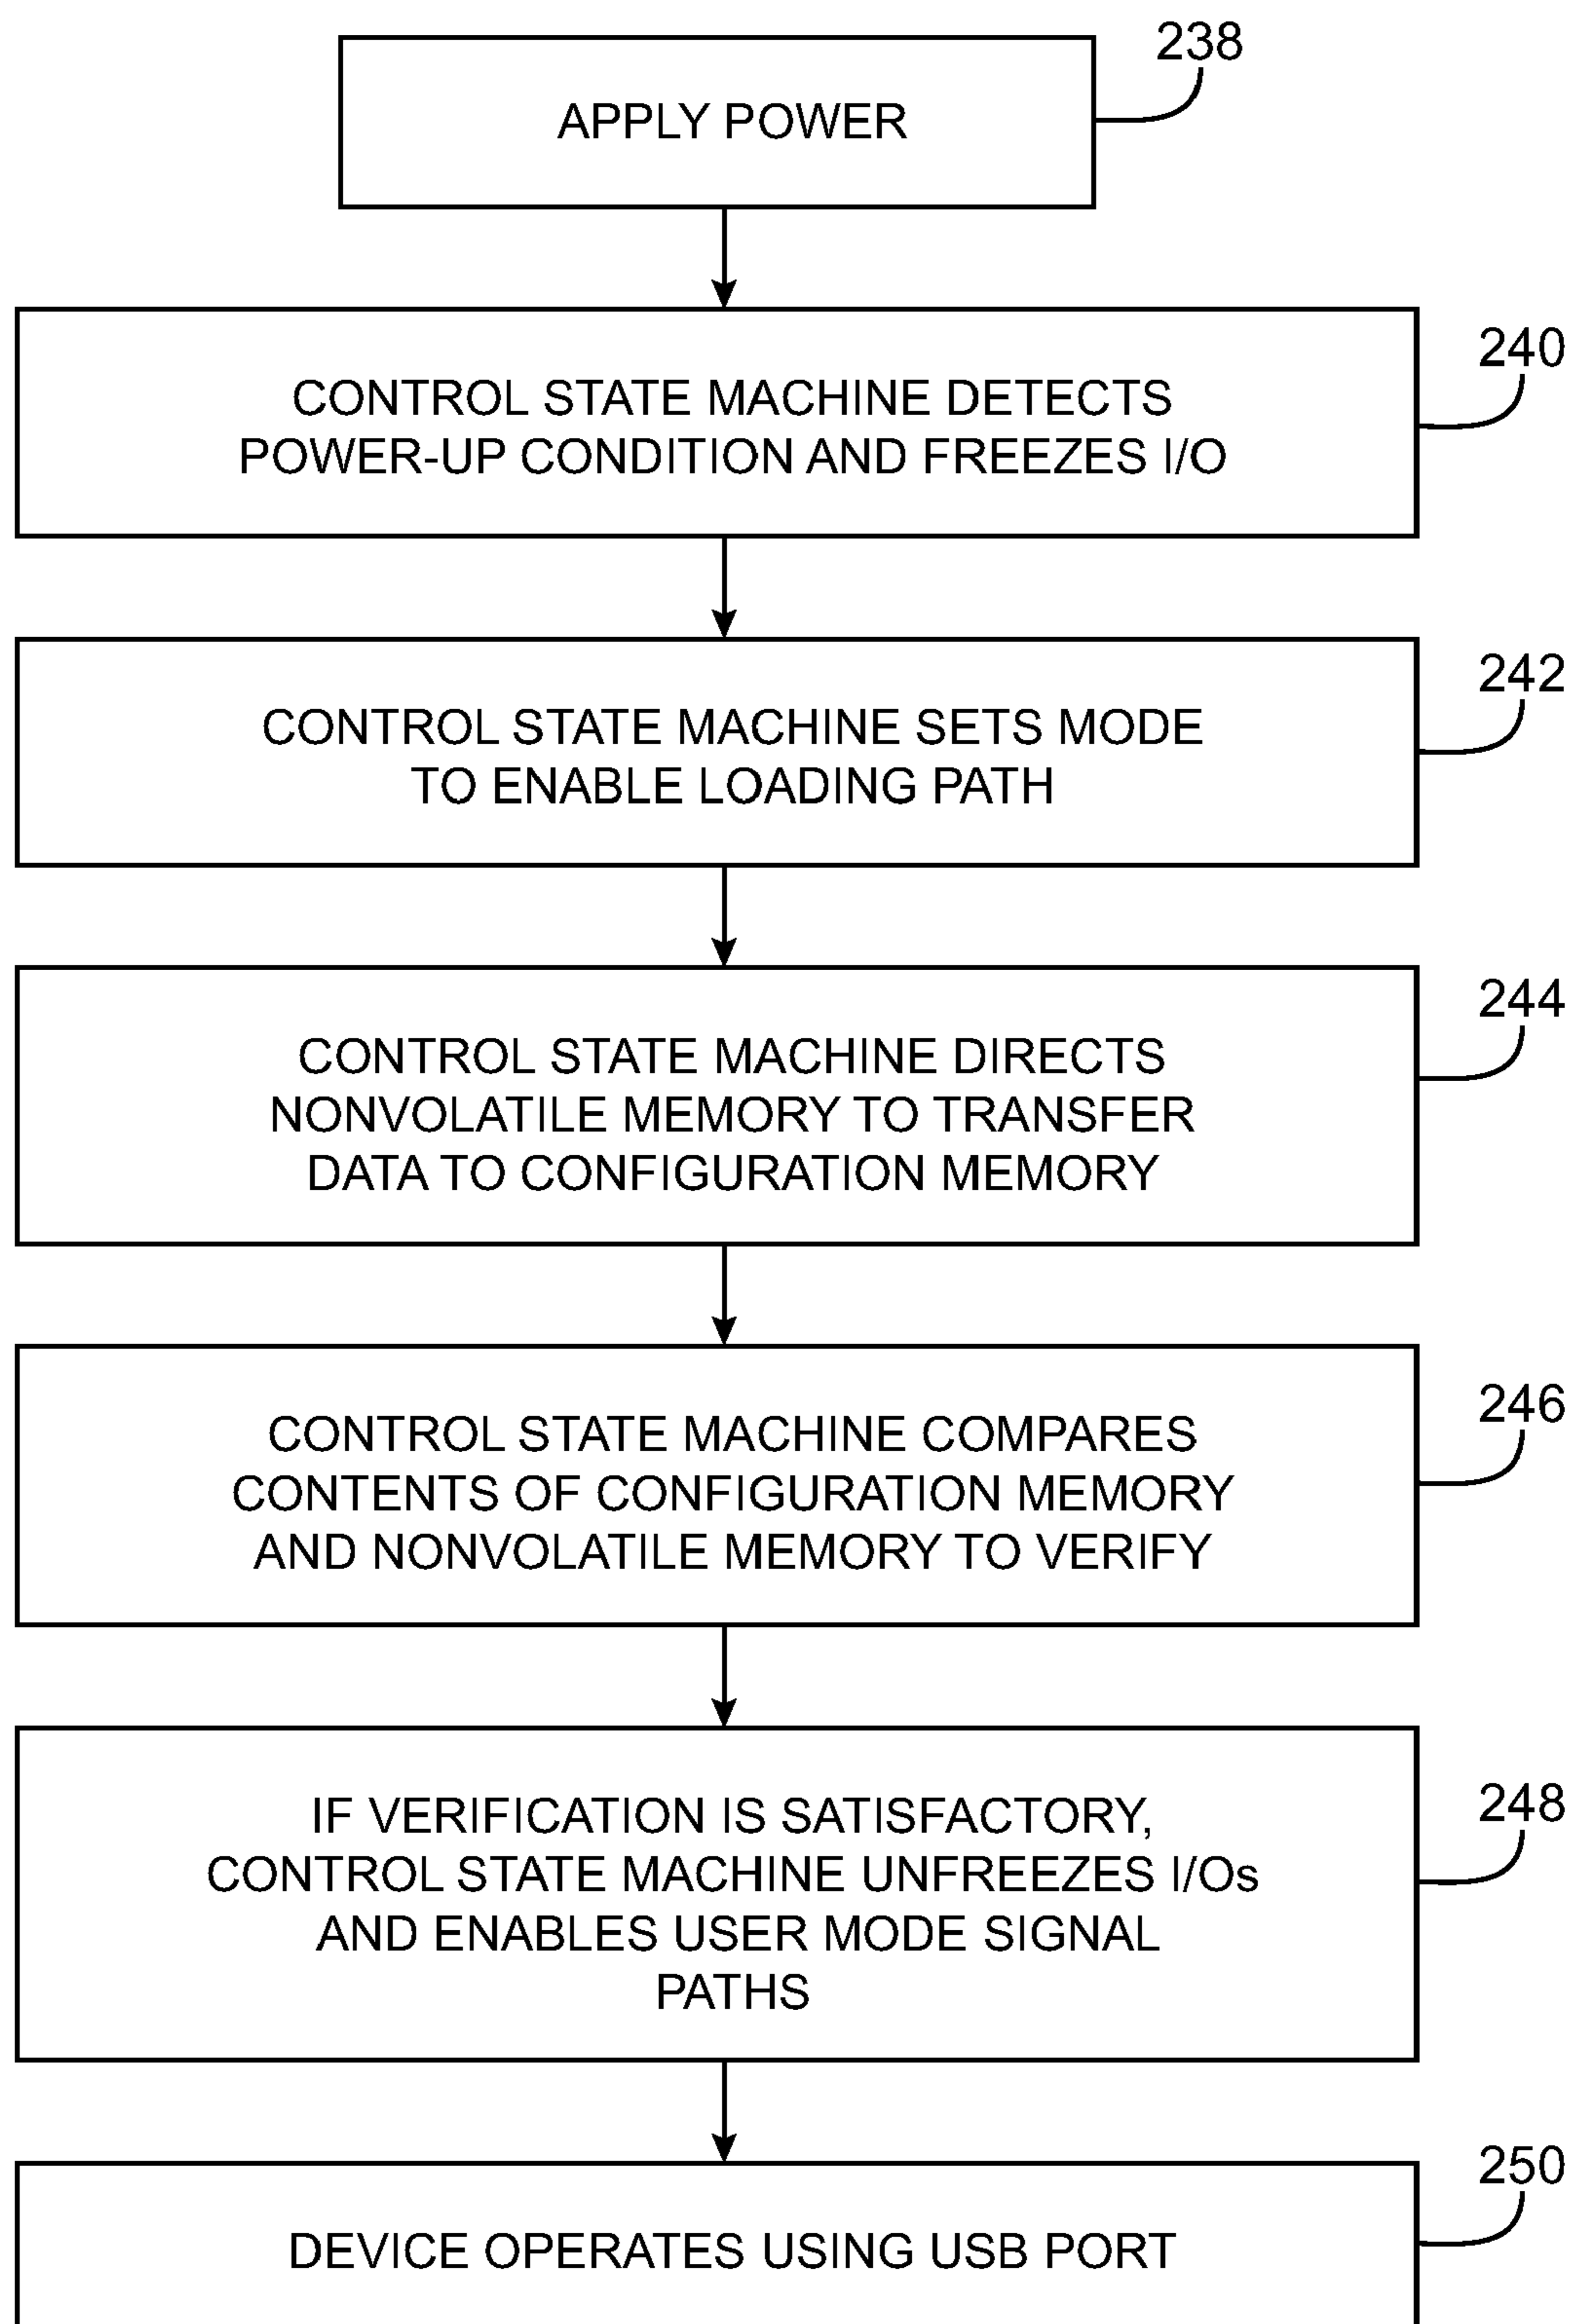 238
APPLY POWER
240
CONTROL STATE MACHINE DETECTS
POWER-UP CONDITION AND FREEZES I/O
242
CONTROL STATE MACHINE SETS MODE
TO ENABLE LOADING PATH
244
CONTROL STATE MACHINE DIRECTS
NONVOLATILE MEMORY TO TRANSFER
DATA TO CONFIGURATION MEMORY
246
CONTROL STATE MACHINE COMPARES
CONTENTS OF CONFIGURATION MEMORY
AND NONVOLATILE MEMORY TO VERIFY
248
IF VERIFICATION IS SATISFACTORY,
CONTROL STATE MACHINE UNFREEZES I/Os
AND ENABLES USER MODE SIGNAL
PATHS
250
DEVICE OPERATES USING USB PORT